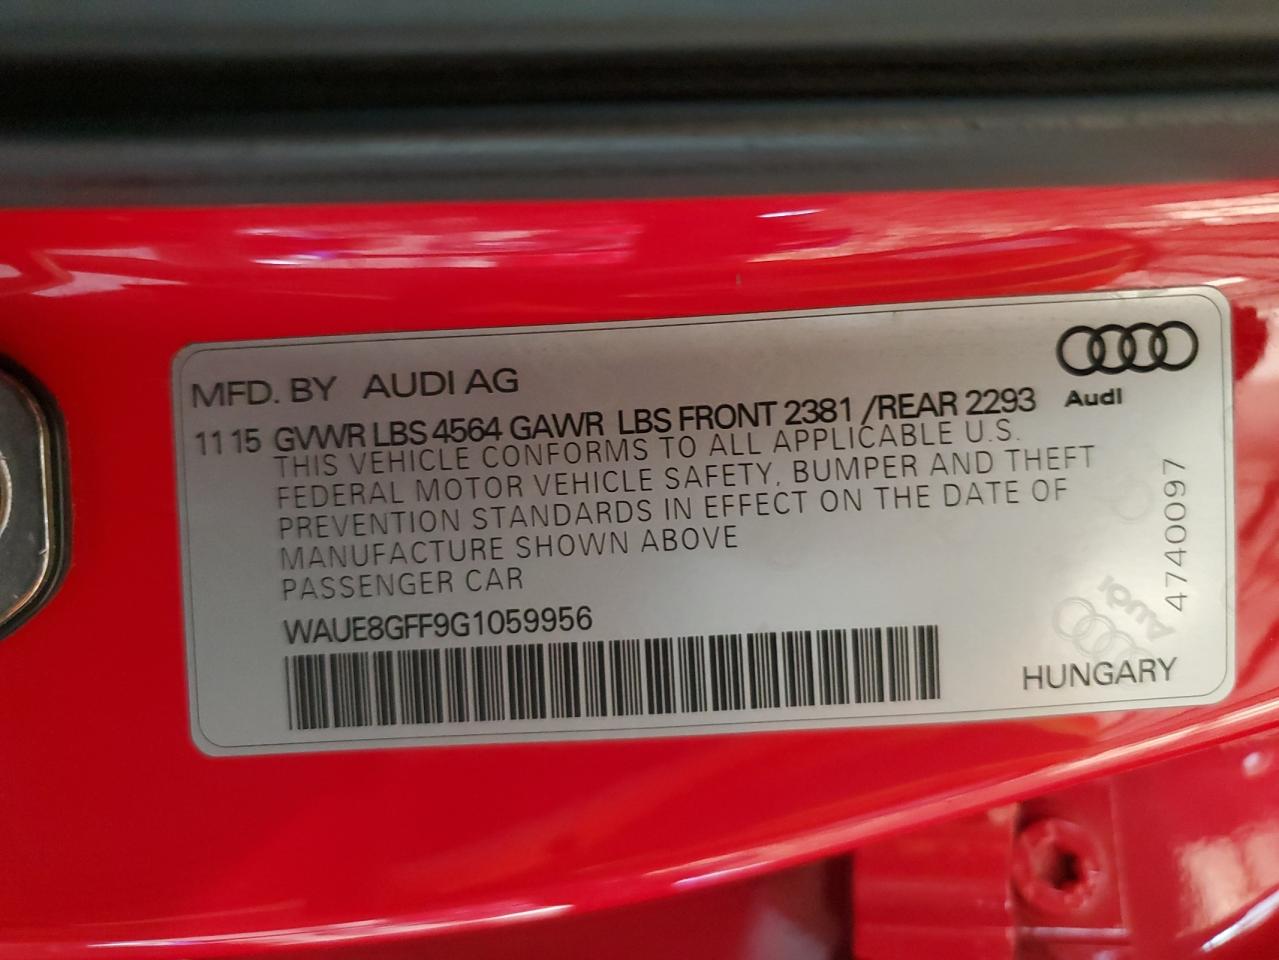 MFD. BY AUDI AG
Audi
11 15 GVWR LBS 4564 GAWR LBS FRONT 2381 /REAR 2293
THIS VEHICLE CONFORMS TO ALL APPLICABLE U.S.
FEDERAL MOTOR VEHICLE SAFETY, BUMPER AND THEFT
PREVENTION STANDARDS IN EFFECT ON THE DATE OF
MANUFACTURE SHOWN ABOVE
PASSENGER CAR
WAUE8GFF9G1059956
4740097
Audi
HUNGARY